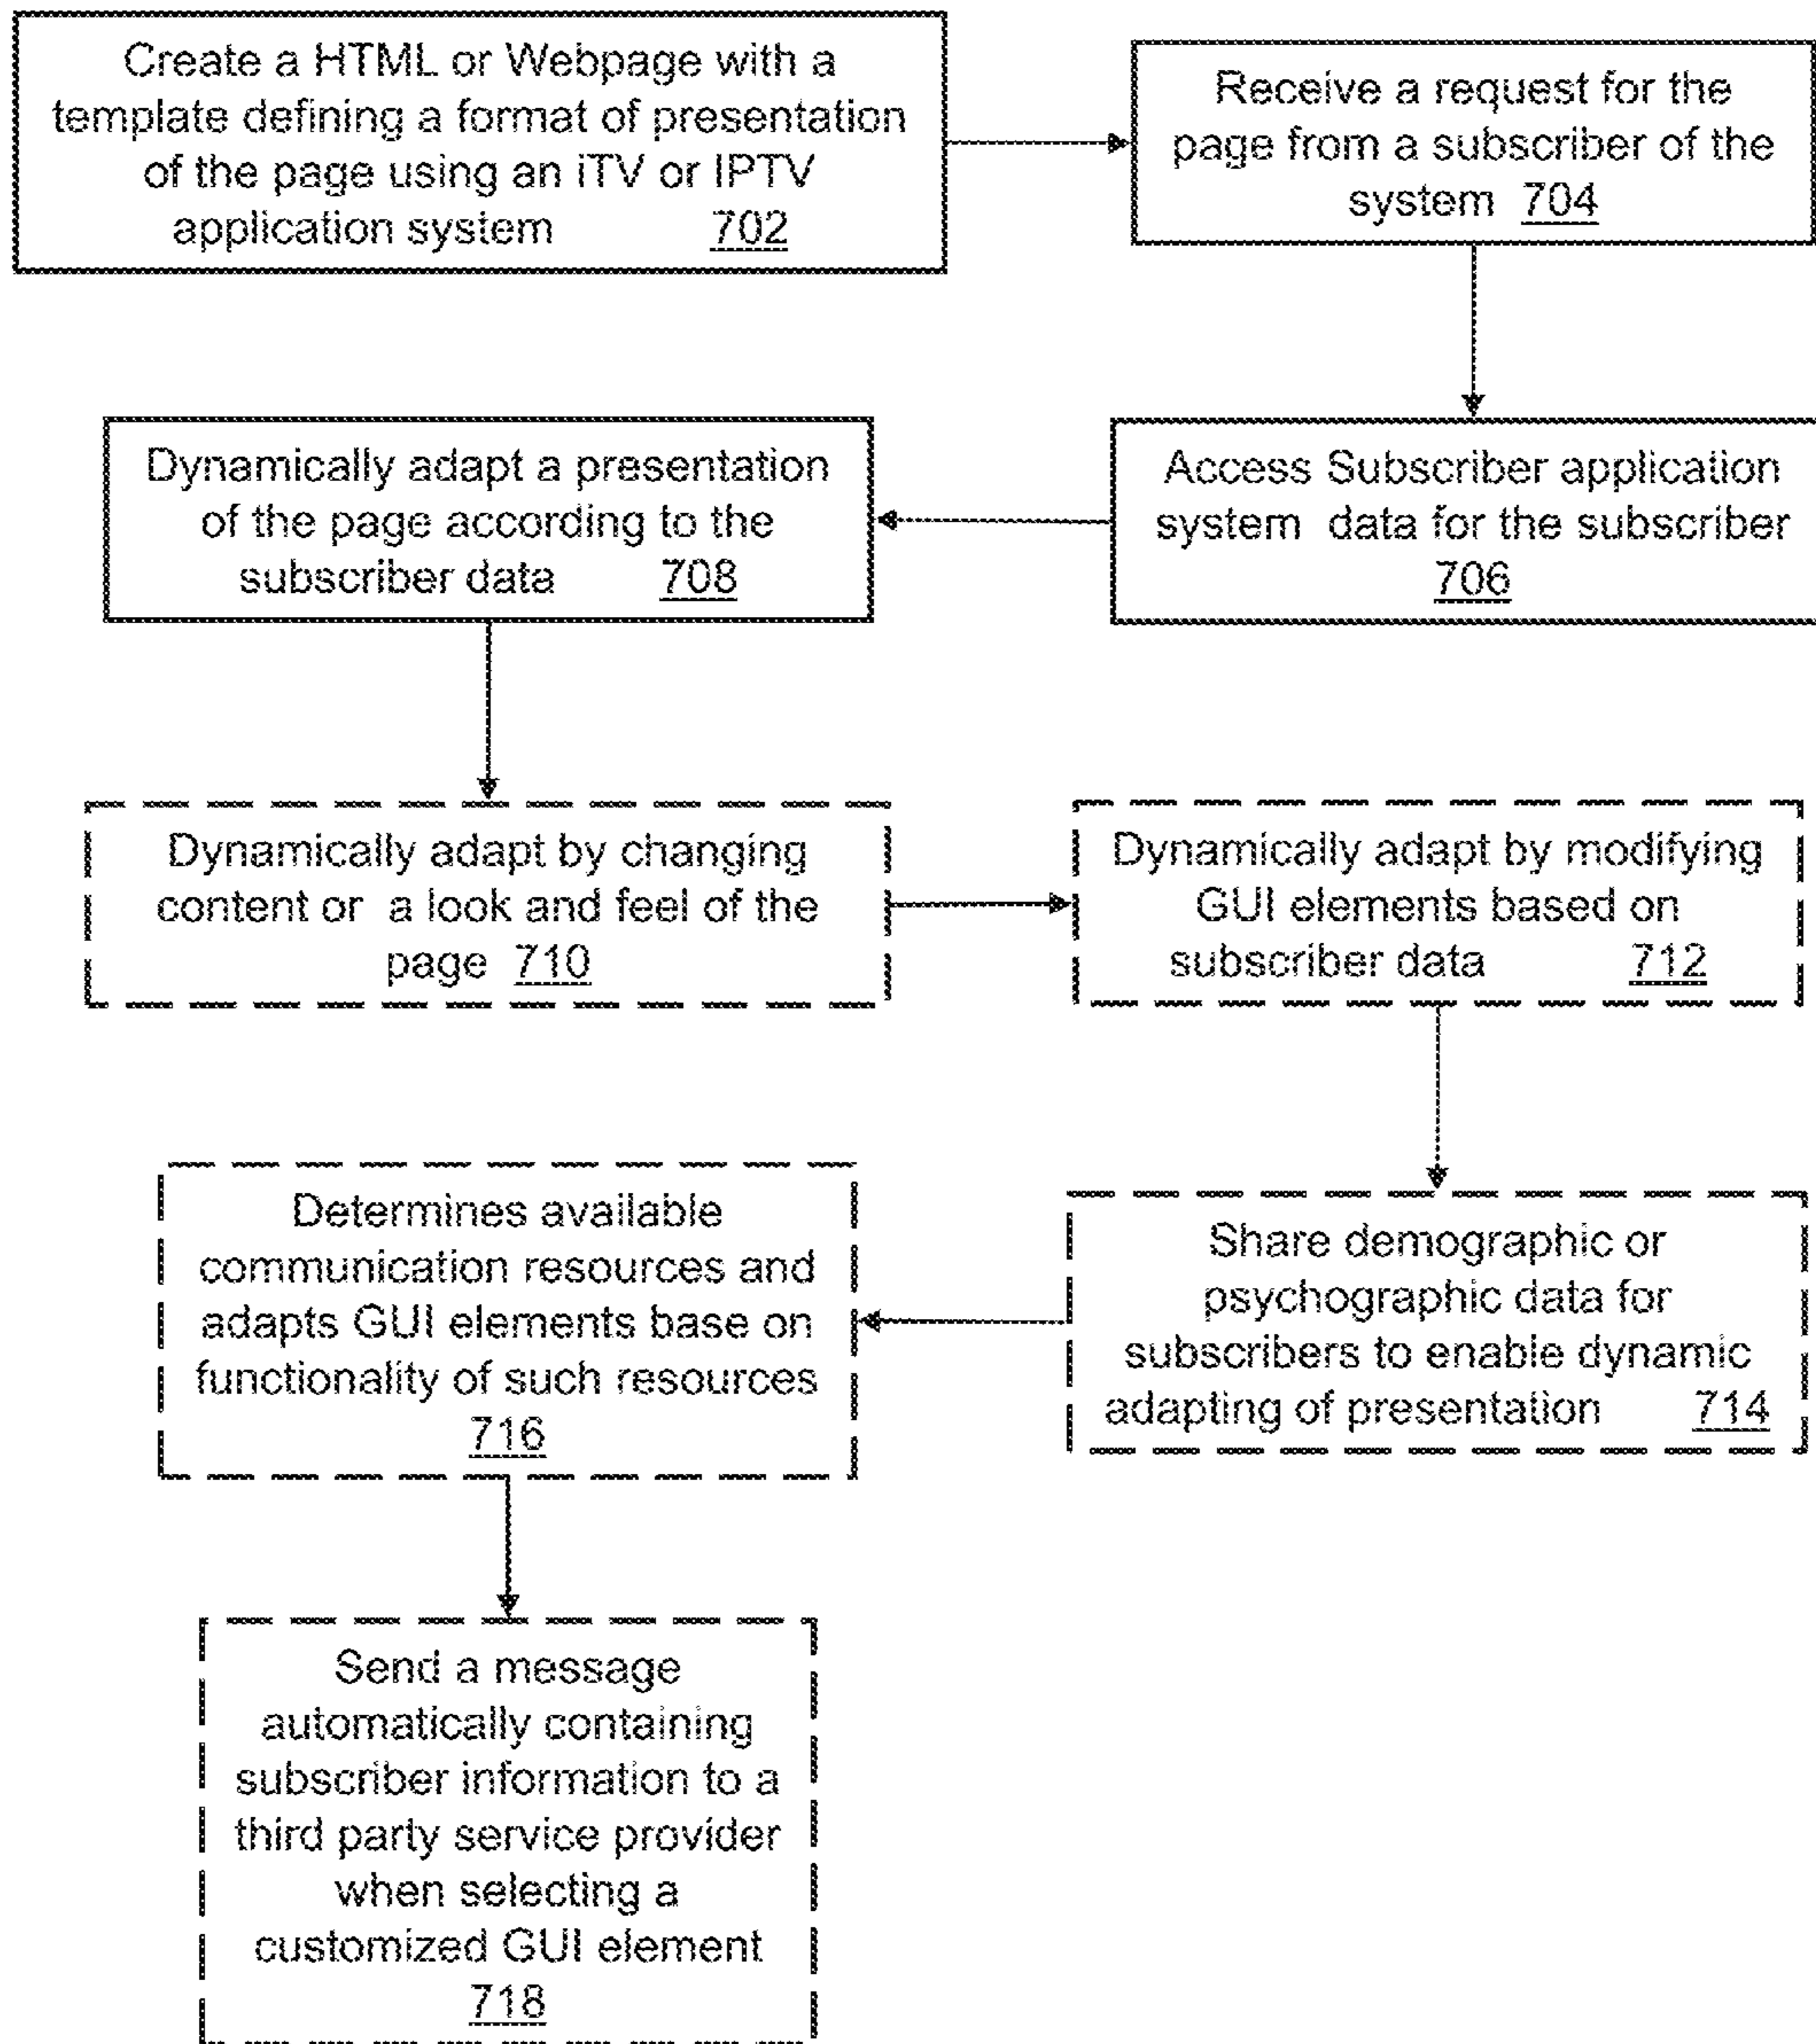 Create a HTML or Webpage with a
template defining a format of presentation
of the page using an iTV or IPTV
application system 702
Receive a request for the
page from a subscriber of the
system 704
Access Subscriber application
system data for the subscriber
706
Dynamically adapt a presentation
of the page according to the
subscriber data 708
Dynamically adapt by changing
content or a look and feel of the
page 710
Dynamically adapt by modifying
GUI elements based on
subscriber data 712
Share demographic or
psychographic data for
subscribers to enable dynamic
adapting of presentation 714
Determines available
communication resources and
adapts GUI elements base on
functionality of such resources
716
Send a message
automatically containing
subscriber information to a
third party service provider
when selecting a
customized GUI element
718